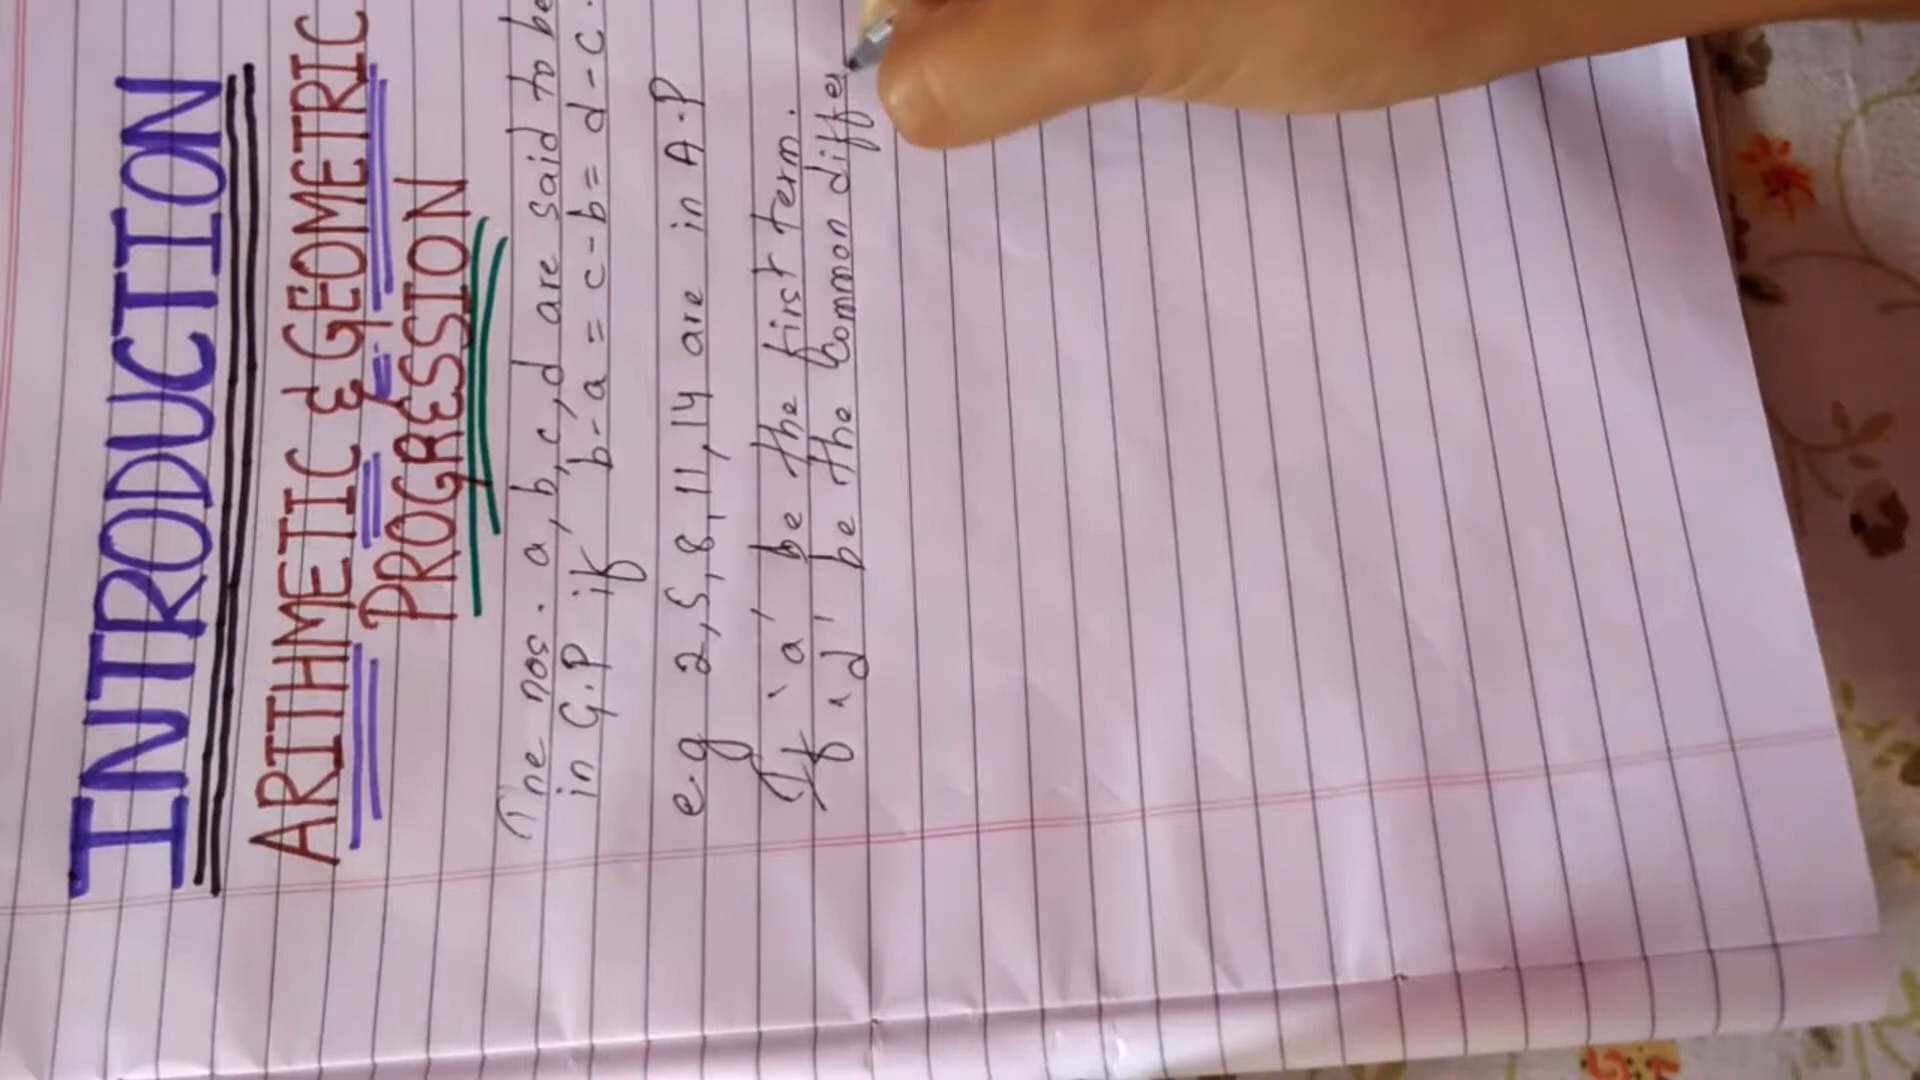 INTRODUCTION
ARITHMETIC & GEOMETRIC
PROGRESSION
The nos. a, b, c, d are said to be
in G.P if b-a = c-b = d-c.
e.g 2,5,8,11,14 are in A.P
If 'a' be the first term.
If 'd' be the common differ